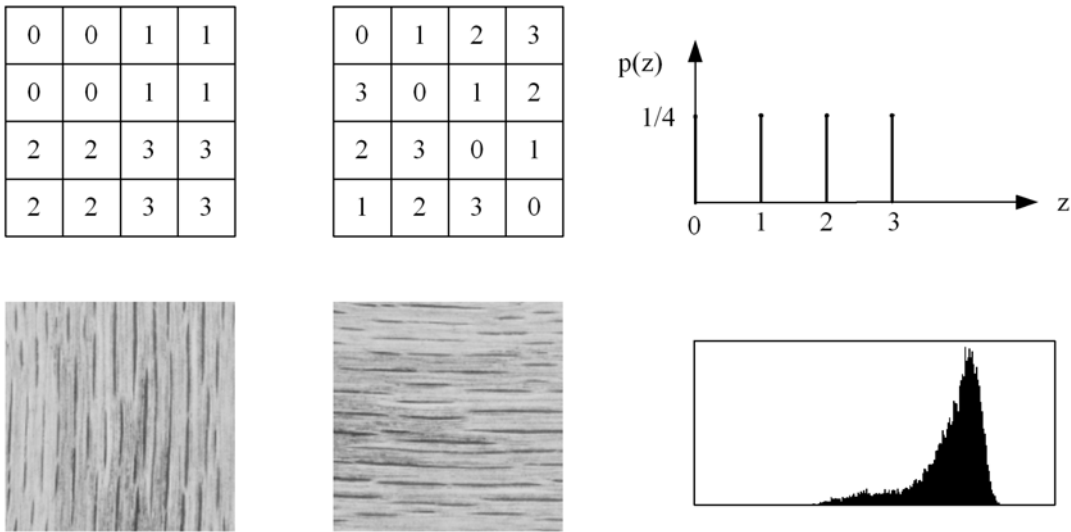 0 0 1 1
0 0 1 1
2 2 3 3
2 2 3 3
0 1 2 3
3 0 1 2
2 3 0 1
1 2 3 0
p(z)
1/4
0 1 2 3
z